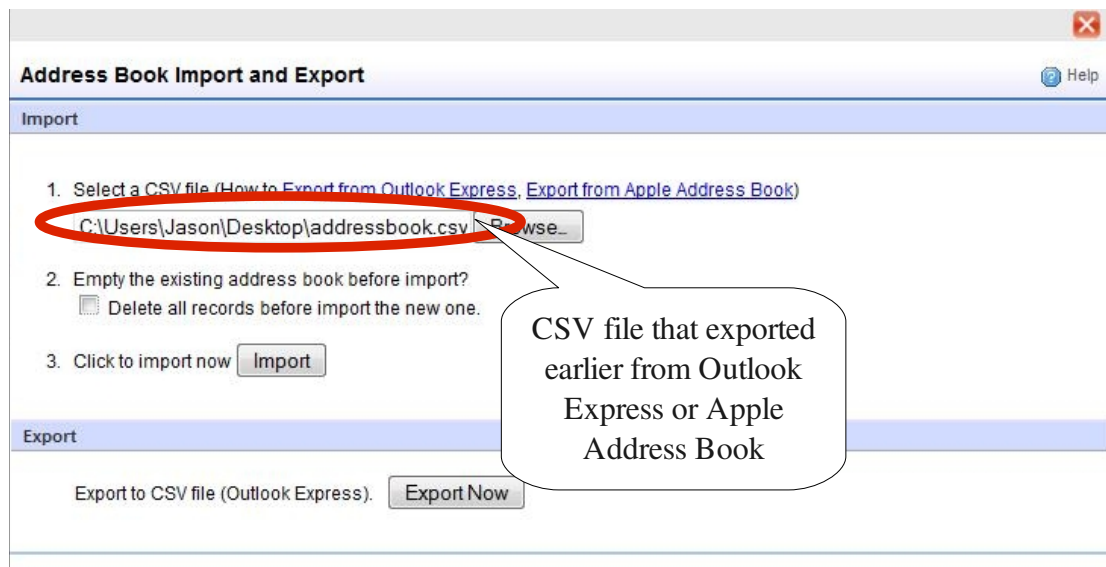 Address Book Import and Export
Help
Import
1. Select a CSV file (How to Export from Outlook Express, Export from Apple Address Book)
C:\Users\Jason\Desktop\addressbook.csv Browse...
2. Empty the existing address book before import?
Delete all records before import the new one.
3. Click to import now Import
CSV file that exported
earlier from Outlook
Express or Apple
Address Book
Export
Export to CSV file (Outlook Express). Export Now